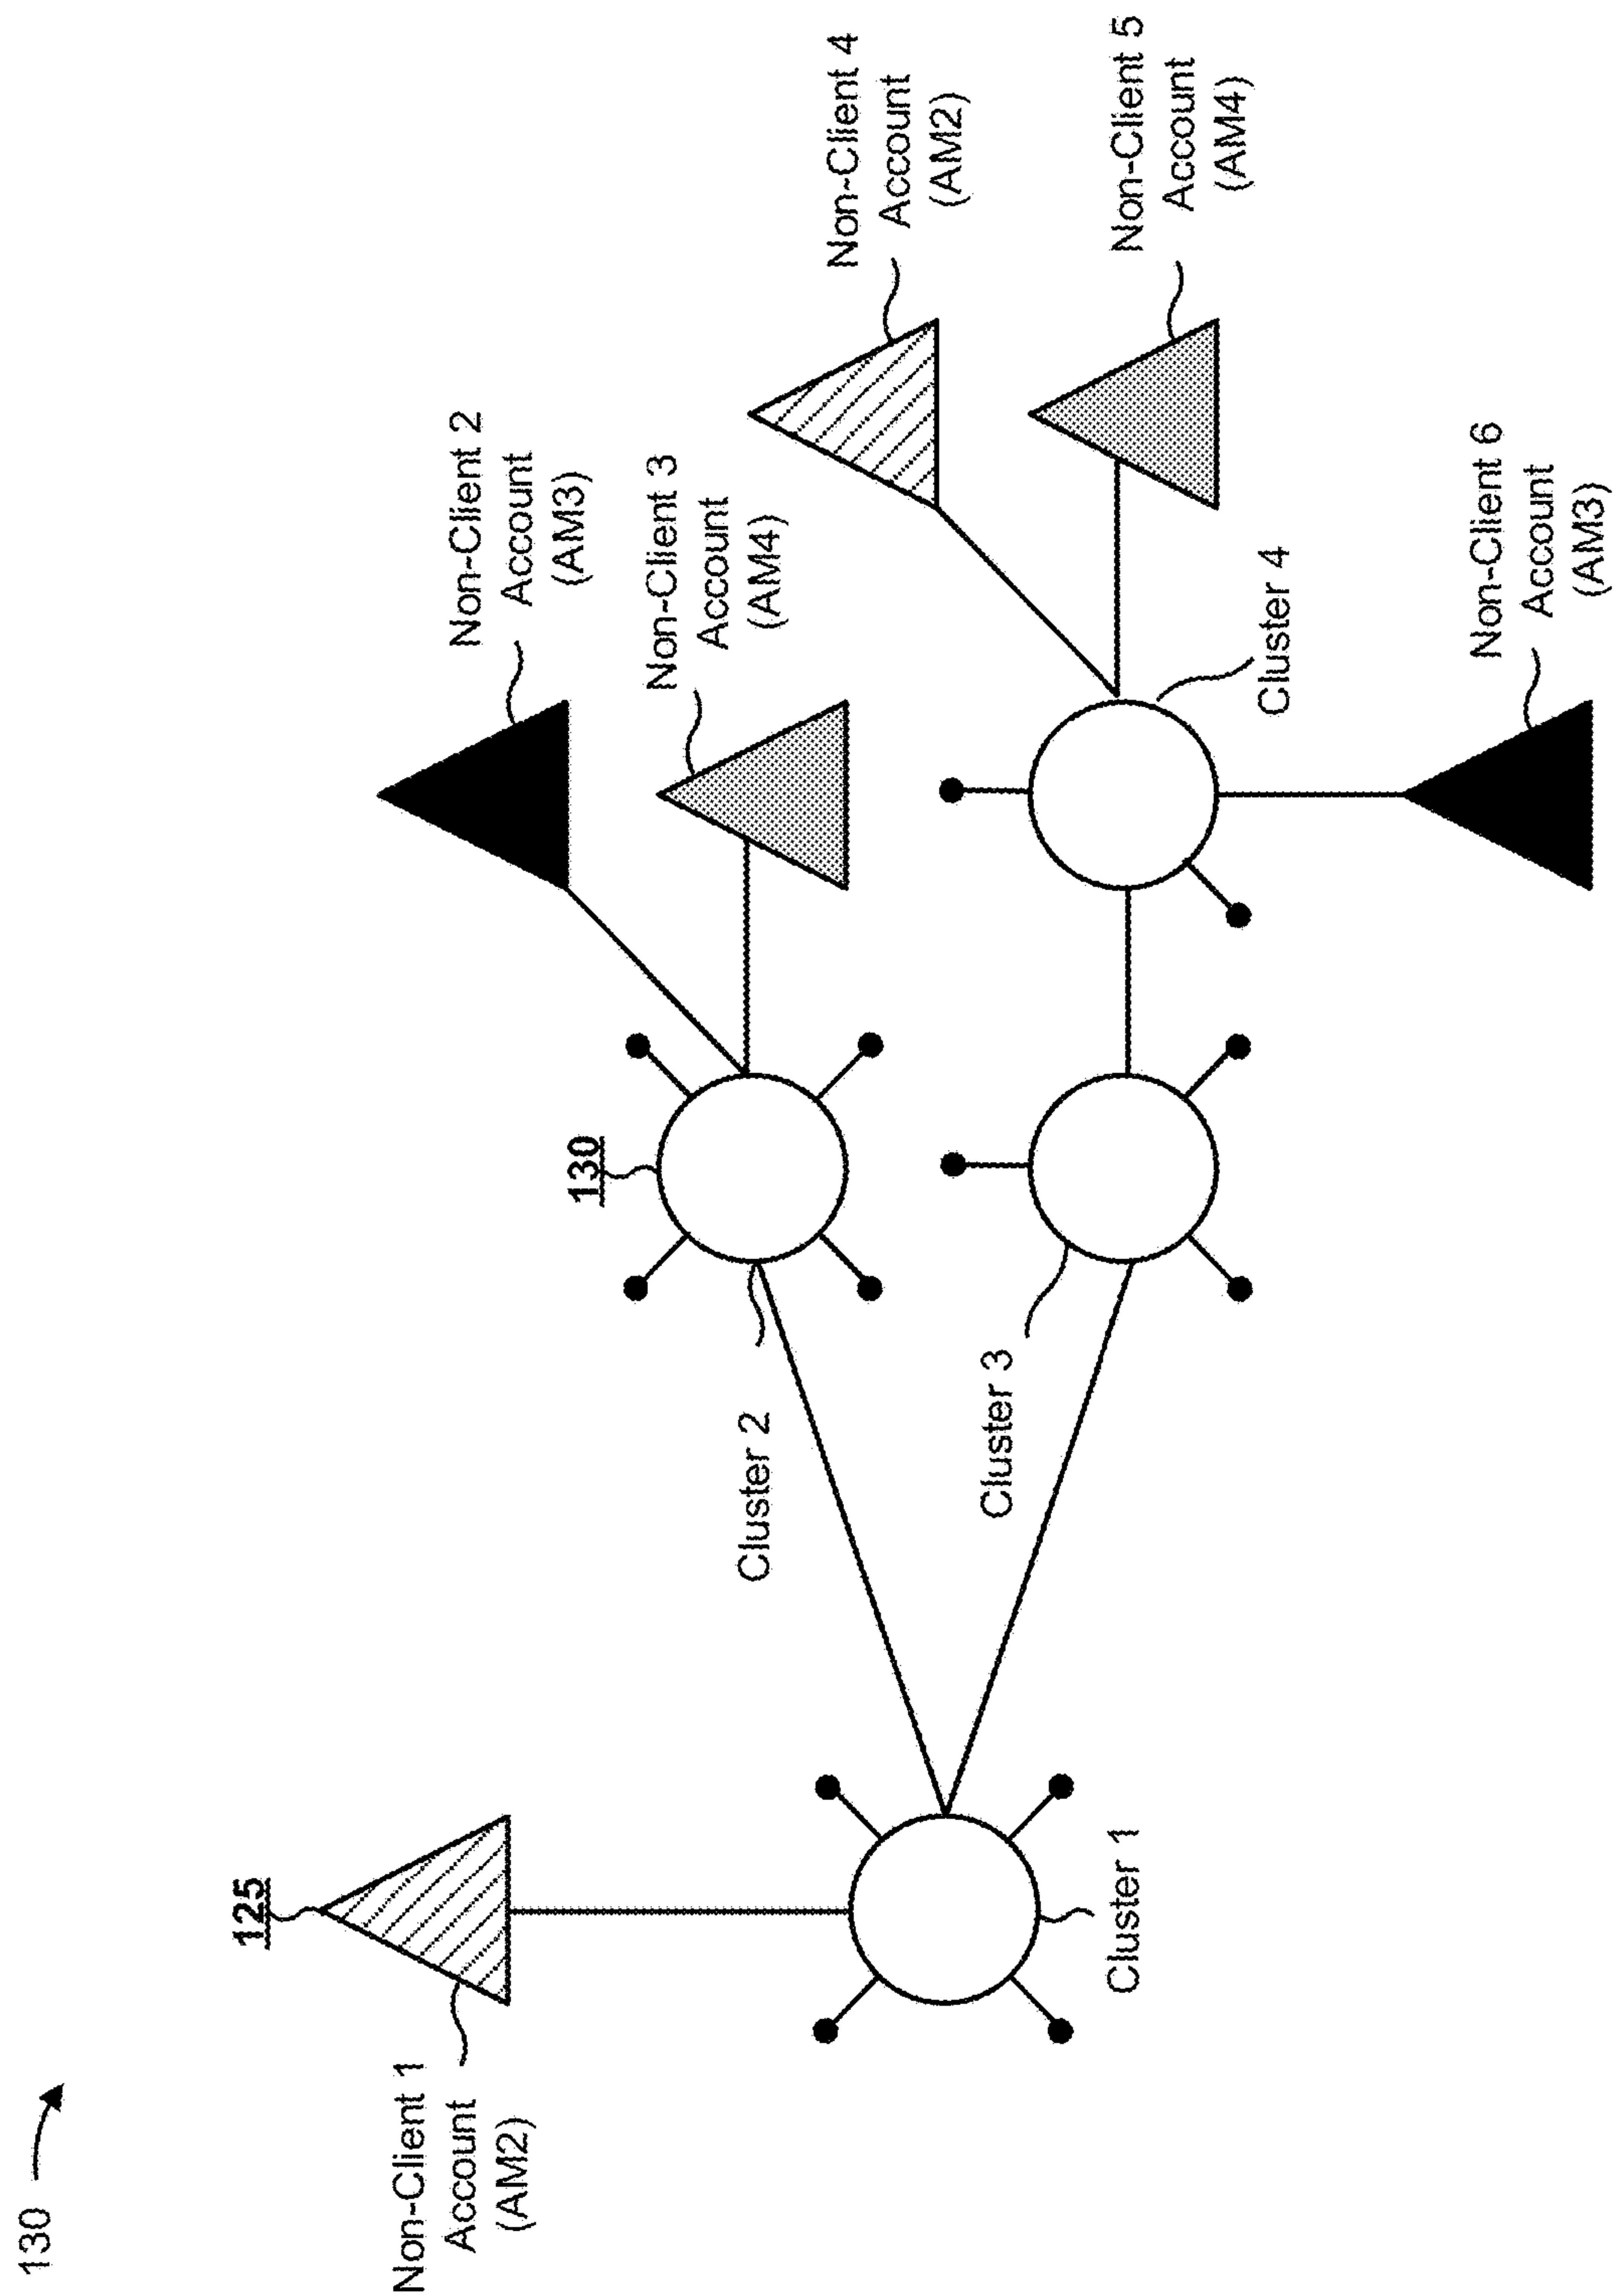 130
125
Non-Client 1
Account
(AM2)
Cluster 1
Cluster 2
Cluster 3
130
Non-Client 2
Account
(AM3)
Non-Client 3
Account
(AM4)
Cluster 4
Non-Client 4
Account
(AM2)
Non-Client 5
Account
(AM4)
Non-Client 6
Account
(AM3)